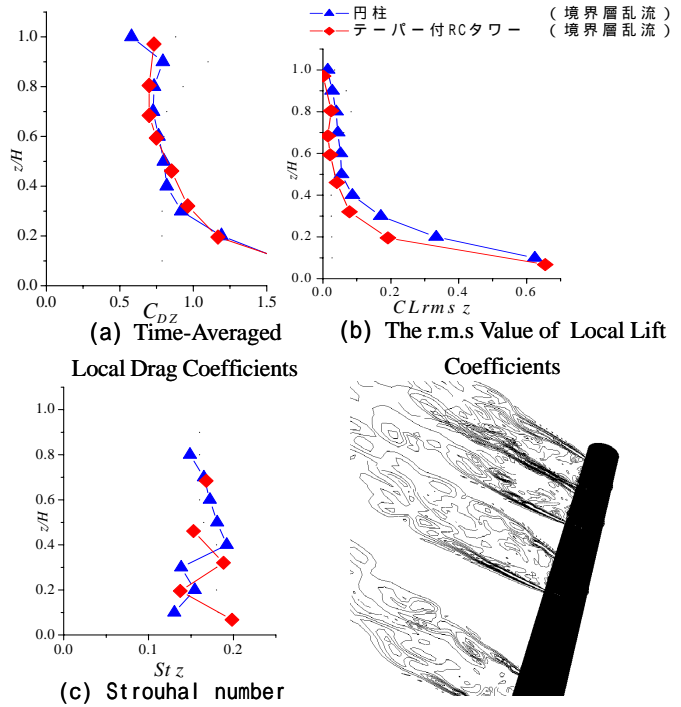 円柱 (境界層乱流)
テーパー付RCタワー (境界層乱流)
1.0
0.8
0.6
0.4
0.2
0.0
z/H
0.0 0.5 1.0 1.5
C_DZ
(a) Time-Averaged
Local Drag Coefficients
1.0
0.8
0.6
0.4
0.2
0.0
z/H
0.0 0.2 0.4 0.6
CLrms z
(b) The r.m.s Value of Local Lift
Coefficients
1.0
0.8
0.6
0.4
0.2
0.0
z/H
0.0 0.1 0.2
St z
(c) Strouhal number